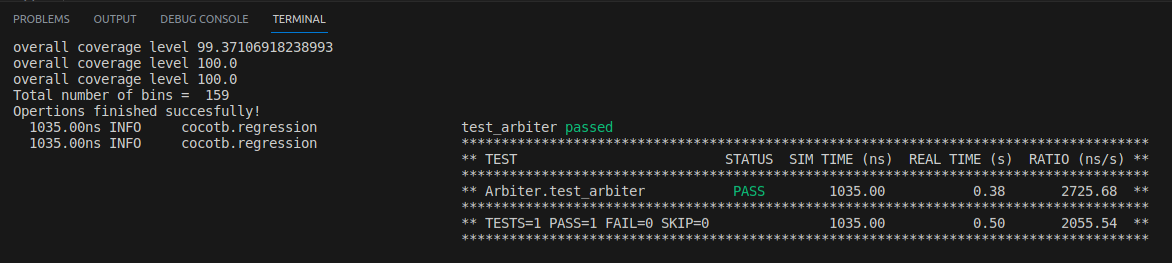 PROBLEMS OUTPUT DEBUG CONSOLE TERMINAL
overall coverage level 99.37106918238993
overall coverage level 100.0
overall coverage level 100.0
Total number of bins =  159
Opertions finished succesfully!
  1035.00ns INFO     cocotb.regression                  test_arbiter passed
  1035.00ns INFO     cocotb.regression                  **************************************************************************************
                                                        ** TEST                          STATUS  SIM TIME (ns)  REAL TIME (s)  RATIO (ns/s) **
                                                        **************************************************************************************
                                                        ** Arbiter.test_arbiter           PASS        1035.00           0.38       2725.68  **
                                                        **************************************************************************************
                                                        ** TESTS=1 PASS=1 FAIL=0 SKIP=0               1035.00           0.50       2055.54  **
                                                        **************************************************************************************